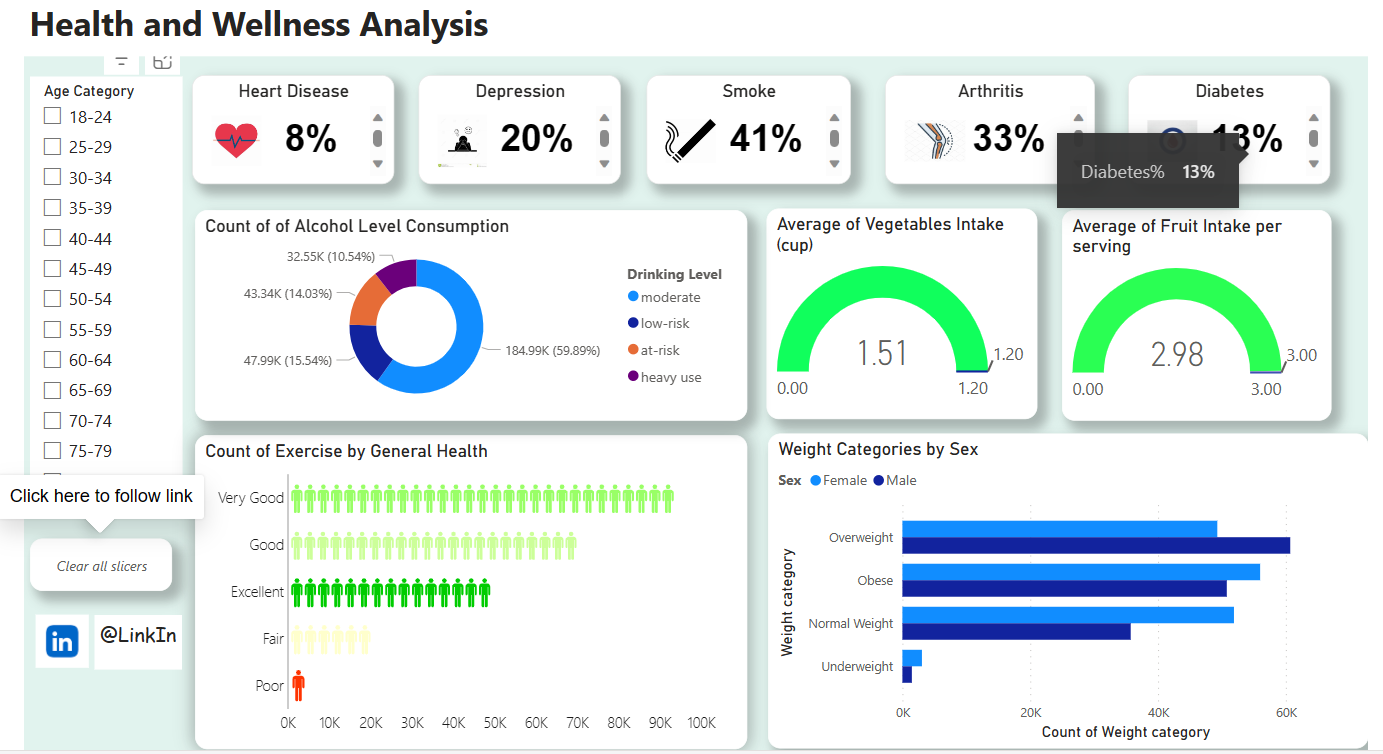 Health and Wellness Analysis
Age Category
18-24
25-29
30-34
35-39
40-44
45-49
50-54
55-59
60-64
65-69
70-74
75-79
Click here to follow link
Clear all slicers
in
@LinkIn
Heart Disease
8%
Depression
20%
Smoke
41%
Arthritis
33%
Diabetes
13%
Diabetes% 13%
Count of of Alcohol Level Consumption
32.55K (10.54%)
43.34K (14.03%)
47.99K (15.54%)
184.99K (59.89%)
Drinking Level
moderate
low-risk
at-risk
heavy use
Average of Vegetables Intake
(cup)
1.51
1.20
0.00
1.20
Average of Fruit Intake per
serving
2.98
3.00
0.00
3.00
Count of Exercise by General Health
Very Good
Good
Excellent
Fair
Poor
0K 10K 20K 30K 40K 50K 60K 70K 80K 90K 100K
Weight Categories by Sex
Sex Female Male
Weight category
Overweight
Obese
Normal Weight
Underweight
0K 20K 40K 60K
Count of Weight category